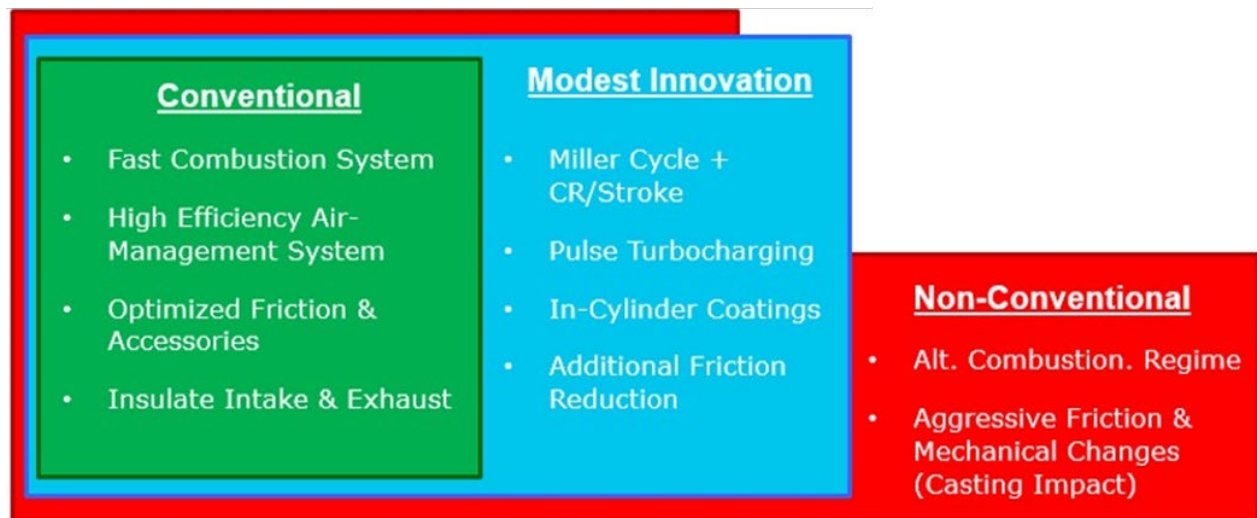 Conventional
• Fast Combustion System
• High Efficiency Air-
Management System
• Optimized Friction &
Accessories
• Insulate Intake & Exhaust
Modest Innovation
• Miller Cycle +
CR/Stroke
• Pulse Turbocharging
• In-Cylinder Coatings
• Additional Friction
Reduction
Non-Conventional
• Alt. Combustion. Regime
• Aggressive Friction &
Mechanical Changes
(Casting Impact)